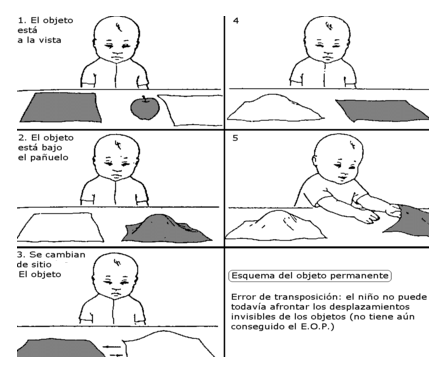 1. El objeto
está
a la vista
4
2. El objeto
está bajo
el pañuelo
5
3. Se cambian
de sitio
El objeto
Esquema del objeto permanente
Error de transposición: el niño no puede
todavía afrontar los desplazamientos
invisibles de los objetos (no tiene aún
conseguido el E.O.P.)